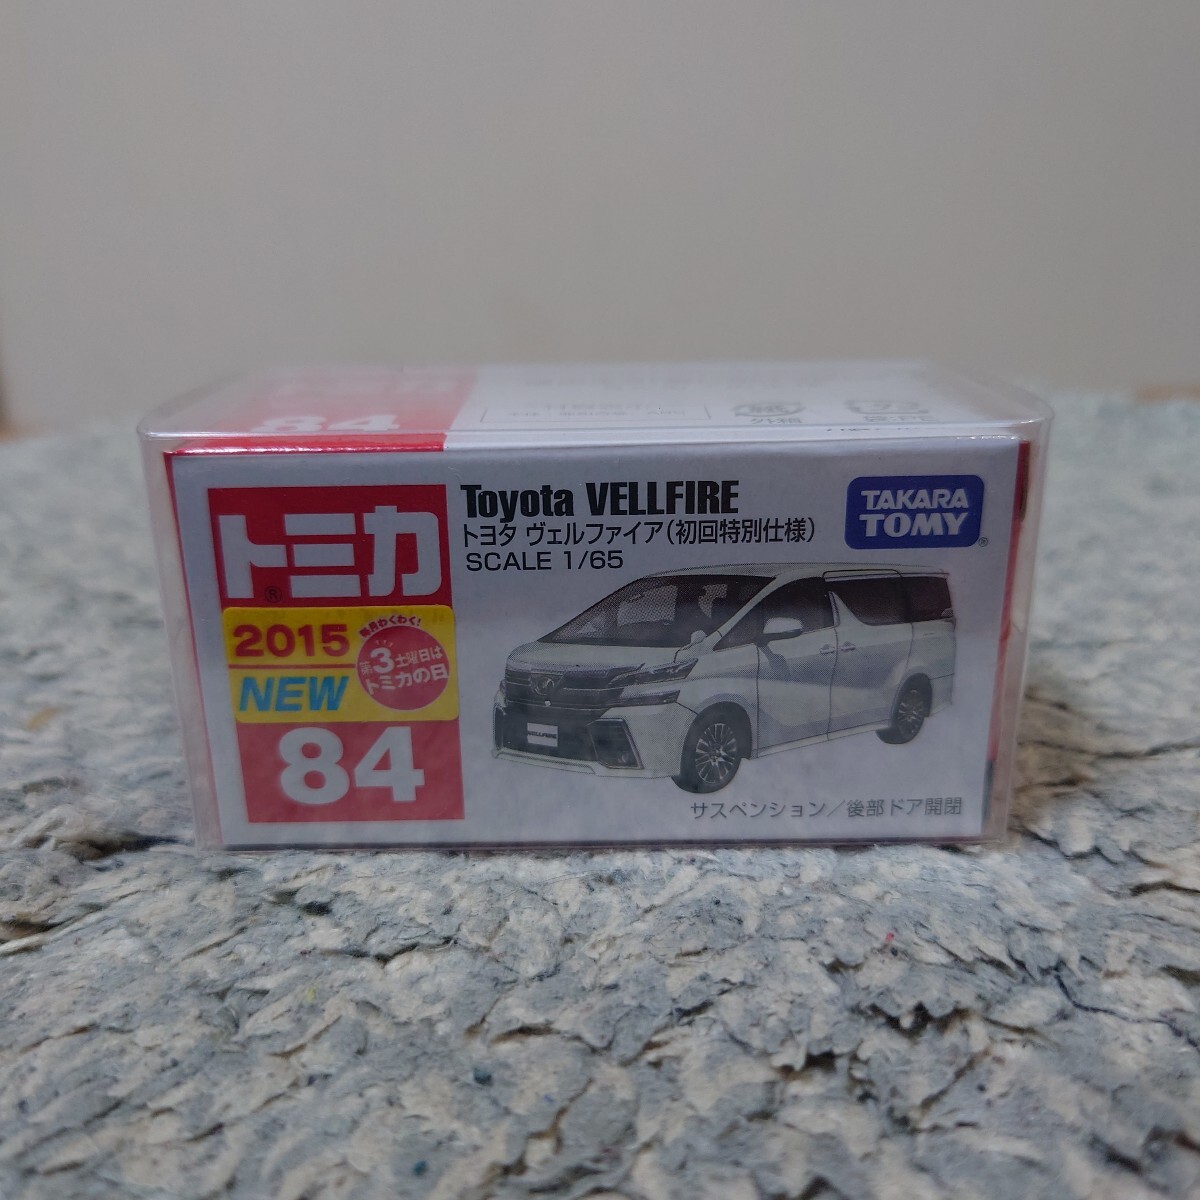 トミカ
84
トミカ®
Toyota VELLFIRE
トヨタ ヴェルファイア(初回特別仕様)
SCALE 1/65
TAKARA
TOMY®
2015
NEW
毎月わくわく!
第3土曜日は
トミカの日
84
VELLFIRE
サスペンション/後部ドア開閉